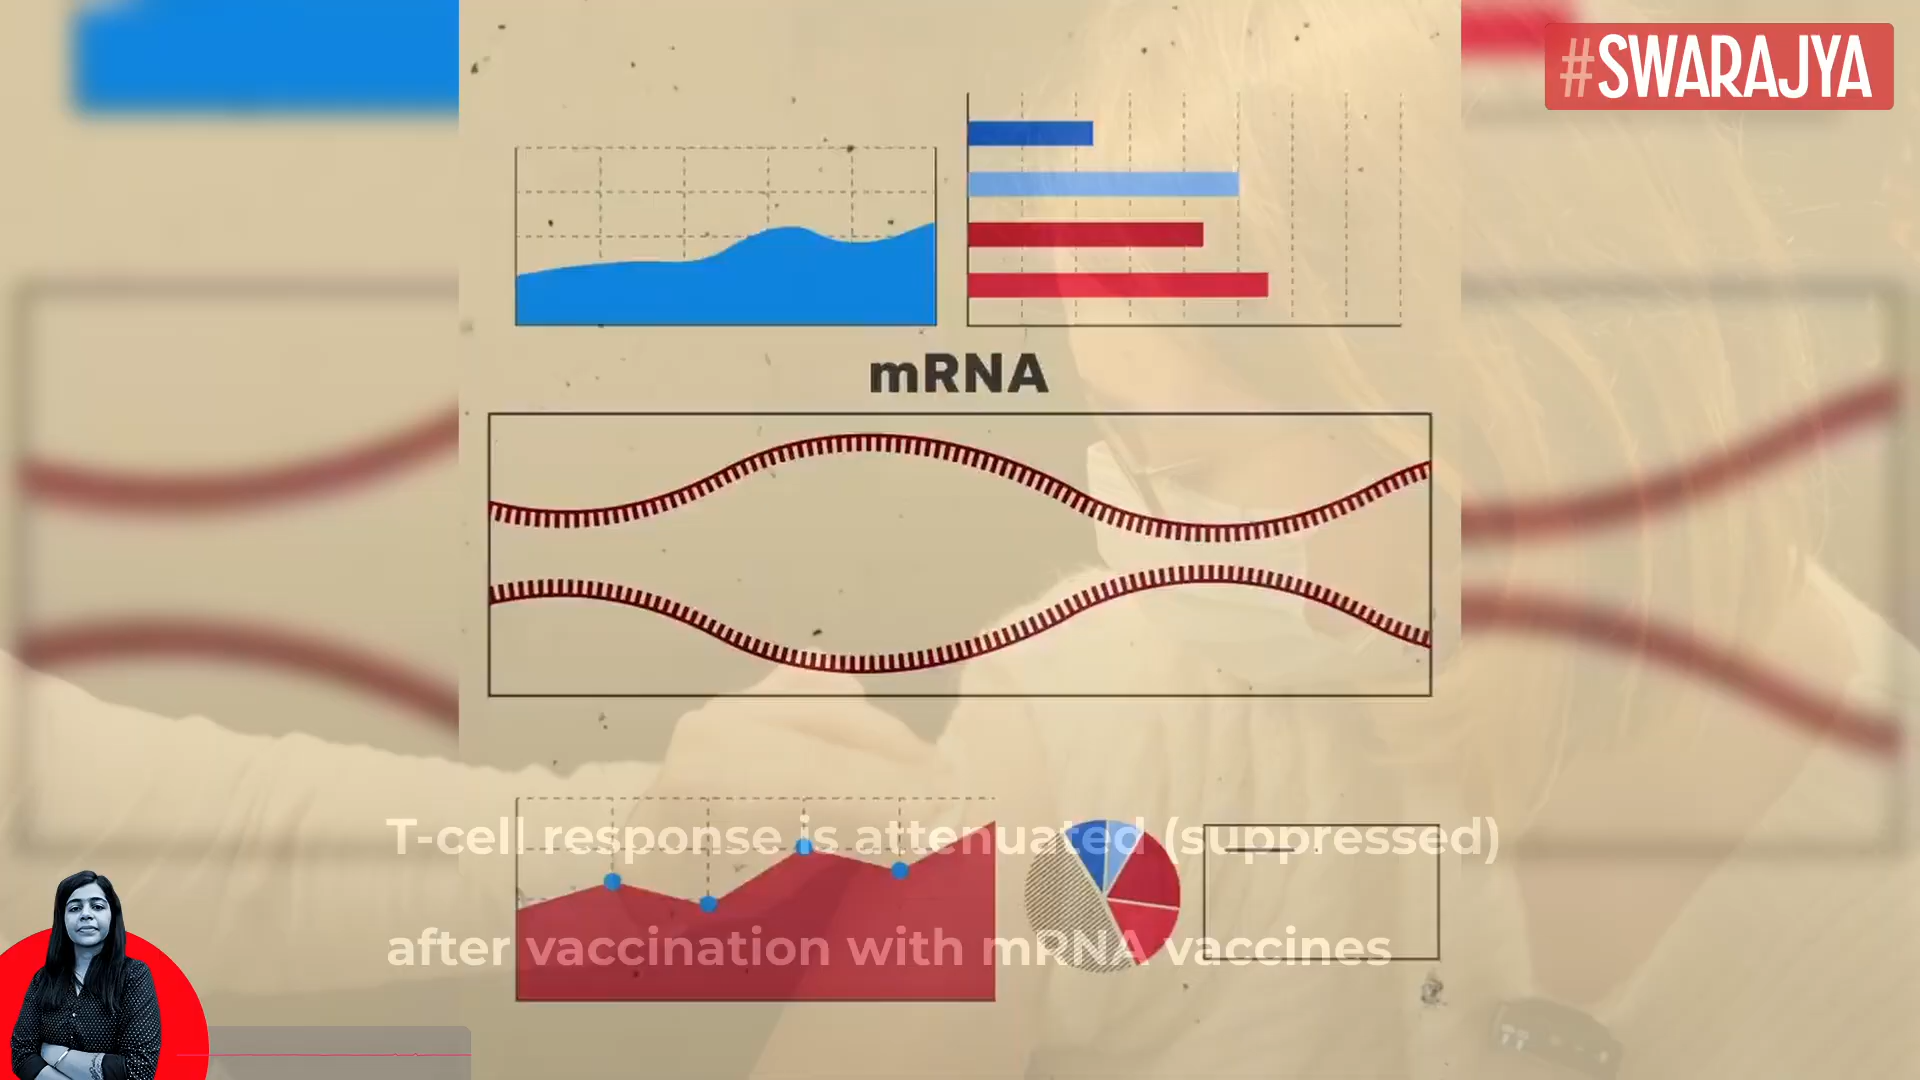 #SWARAJYA
mRNA
T-cell response is attenuated (suppressed)
after vaccination with mRNA vaccines